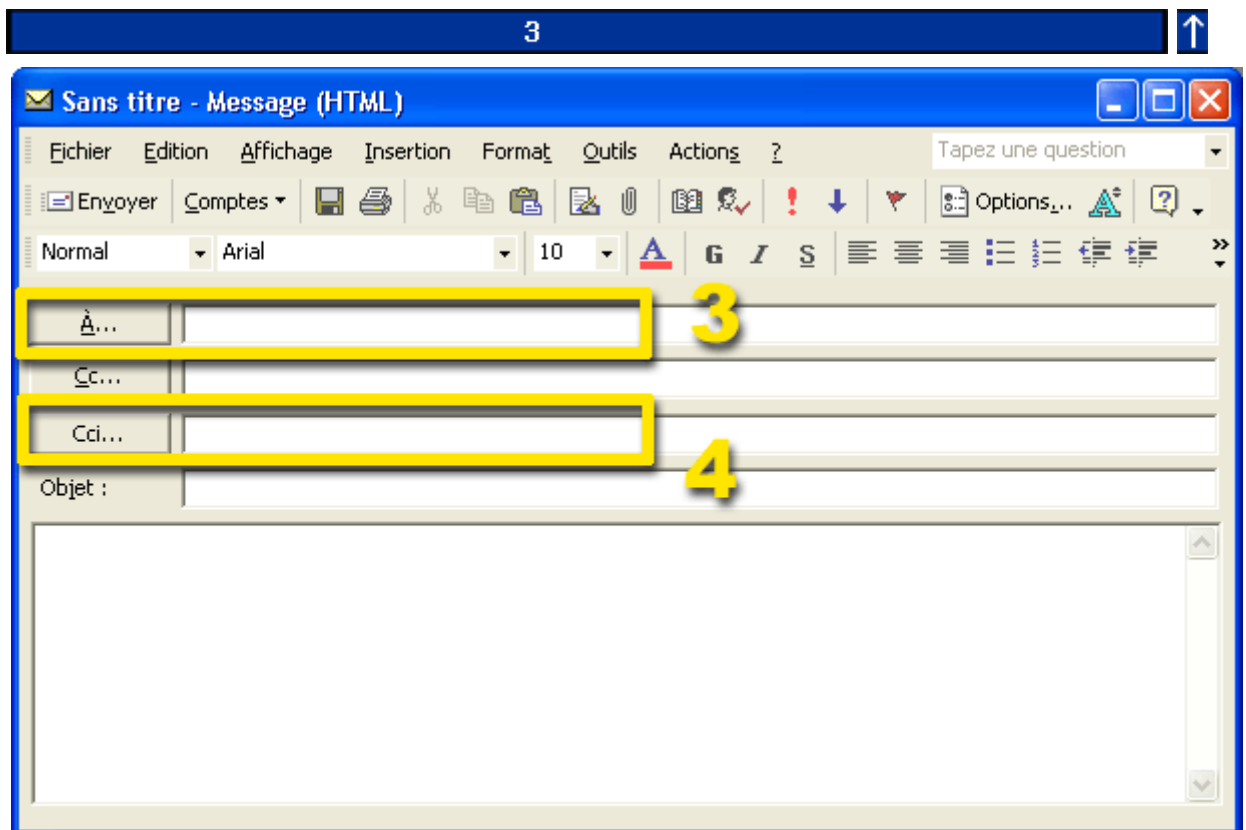 3
Sans titre - Message (HTML)
Fichier Edition Affichage Insertion Format Outils Actions ? Tapez une question
Envoyer Comptes Options...
Normal Arial 10 A G I S
À... 3
Cc...
Cci... 4
Objet :